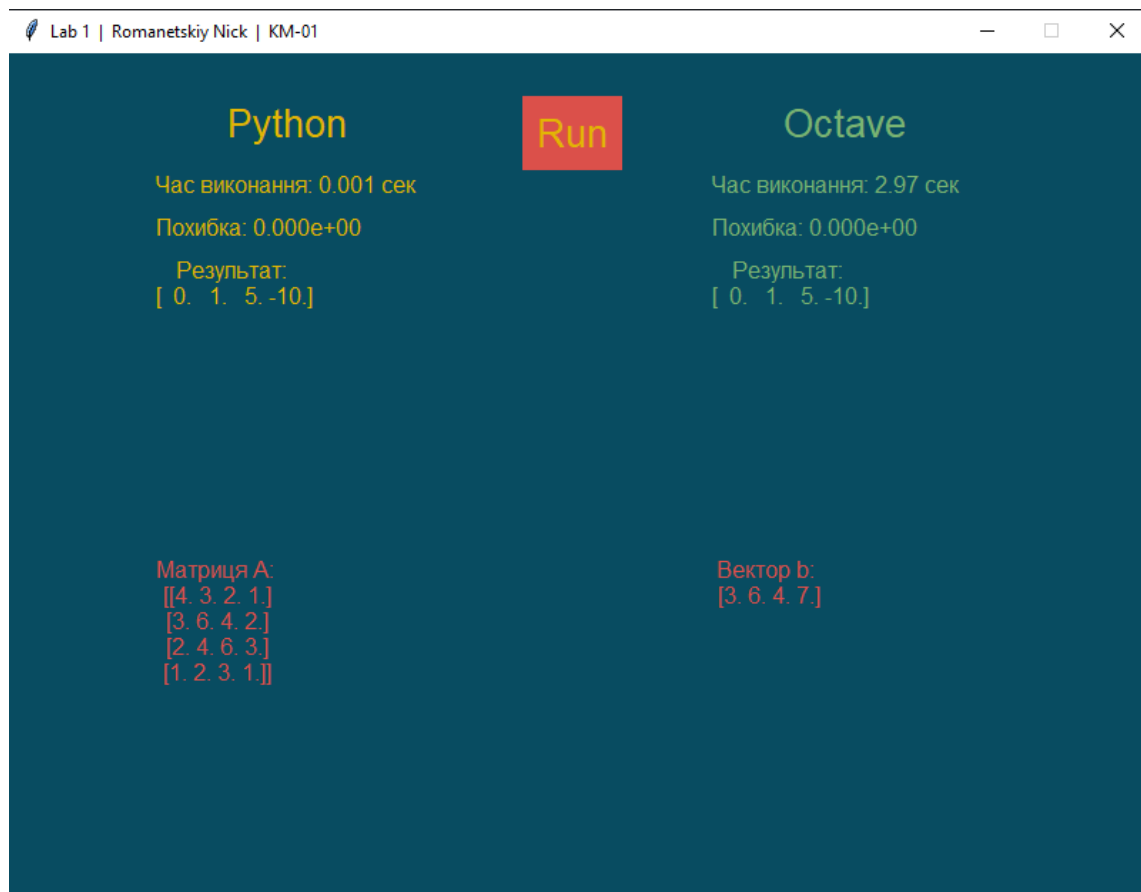 Lab 1 | Romanetskiy Nick | KM-01
Python
Run
Octave
Час виконання: 0.001 сек
Похибка: 0.000e+00
Результат:
[ 0. 1. 5. -10.]
Час виконання: 2.97 сек
Похибка: 0.000e+00
Результат:
[ 0. 1. 5. -10.]
Матриця А:
[[4. 3. 2. 1.]
[3. 6. 4. 2.]
[2. 4. 6. 3.]
[1. 2. 3. 1.]]
Вектор b:
[3. 6. 4. 7.]